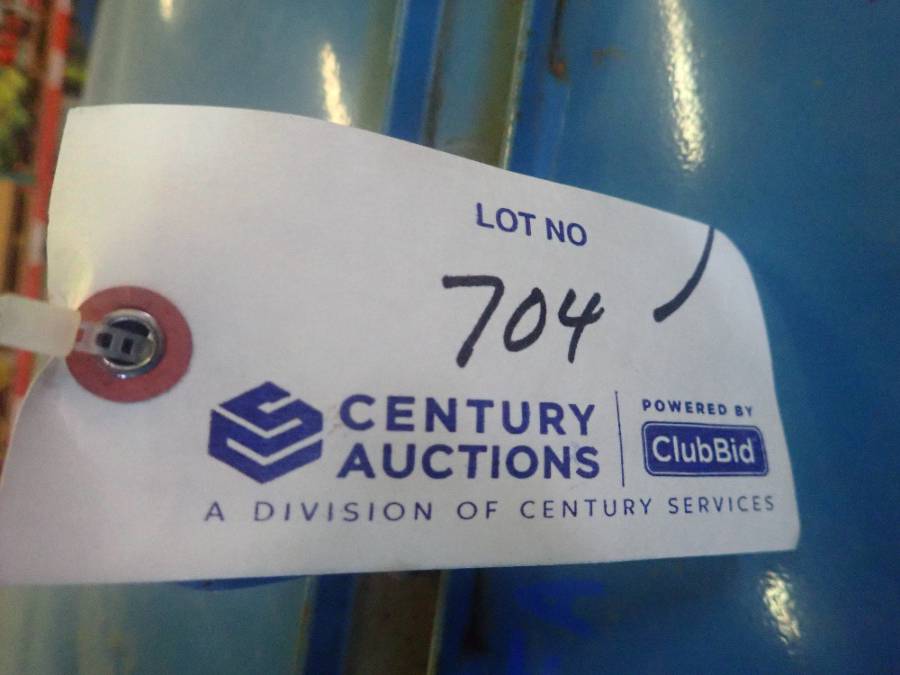 LOT NO
704
CENTURY
AUCTIONS
POWERED BY
ClubBid
A DIVISION OF CENTURY SERVICES